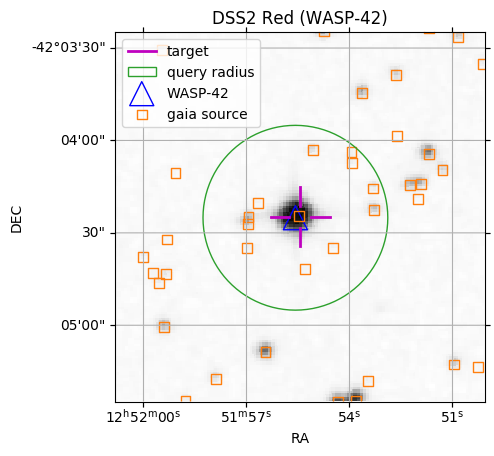 DSS2 Red (WASP-42)
target
query radius
WASP-42
gaia source
-42°03'30"
04'00"
30"
05'00"
DEC
12ʰ52ᵐ00ˢ
51ᵐ57ˢ
54ˢ
51ˢ
RA